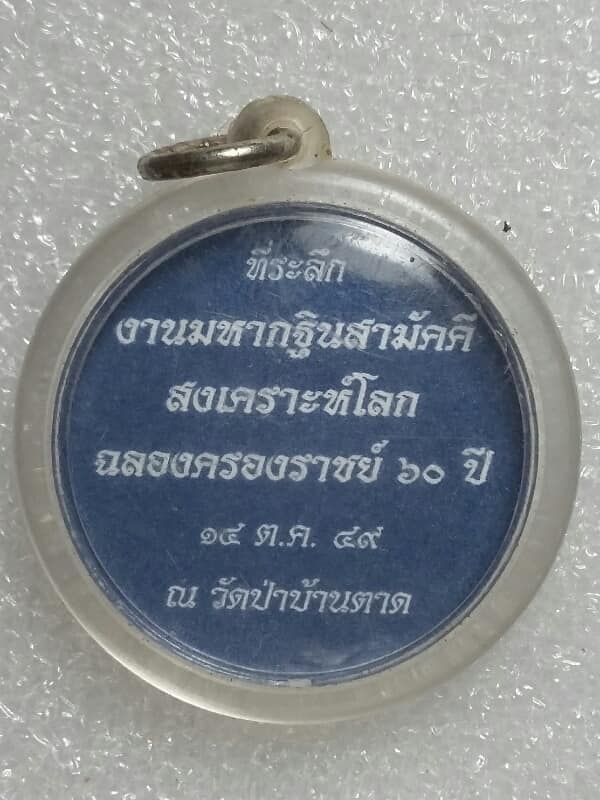 ที่ระลึก
งานมหากฐินสามัคคี
สงเคราะห์โลก
ฉลองครองราชย์ ๖๐ ปี
๑๕ ต.ค. ๔๙
ณ วัดป่าบ้านตาด